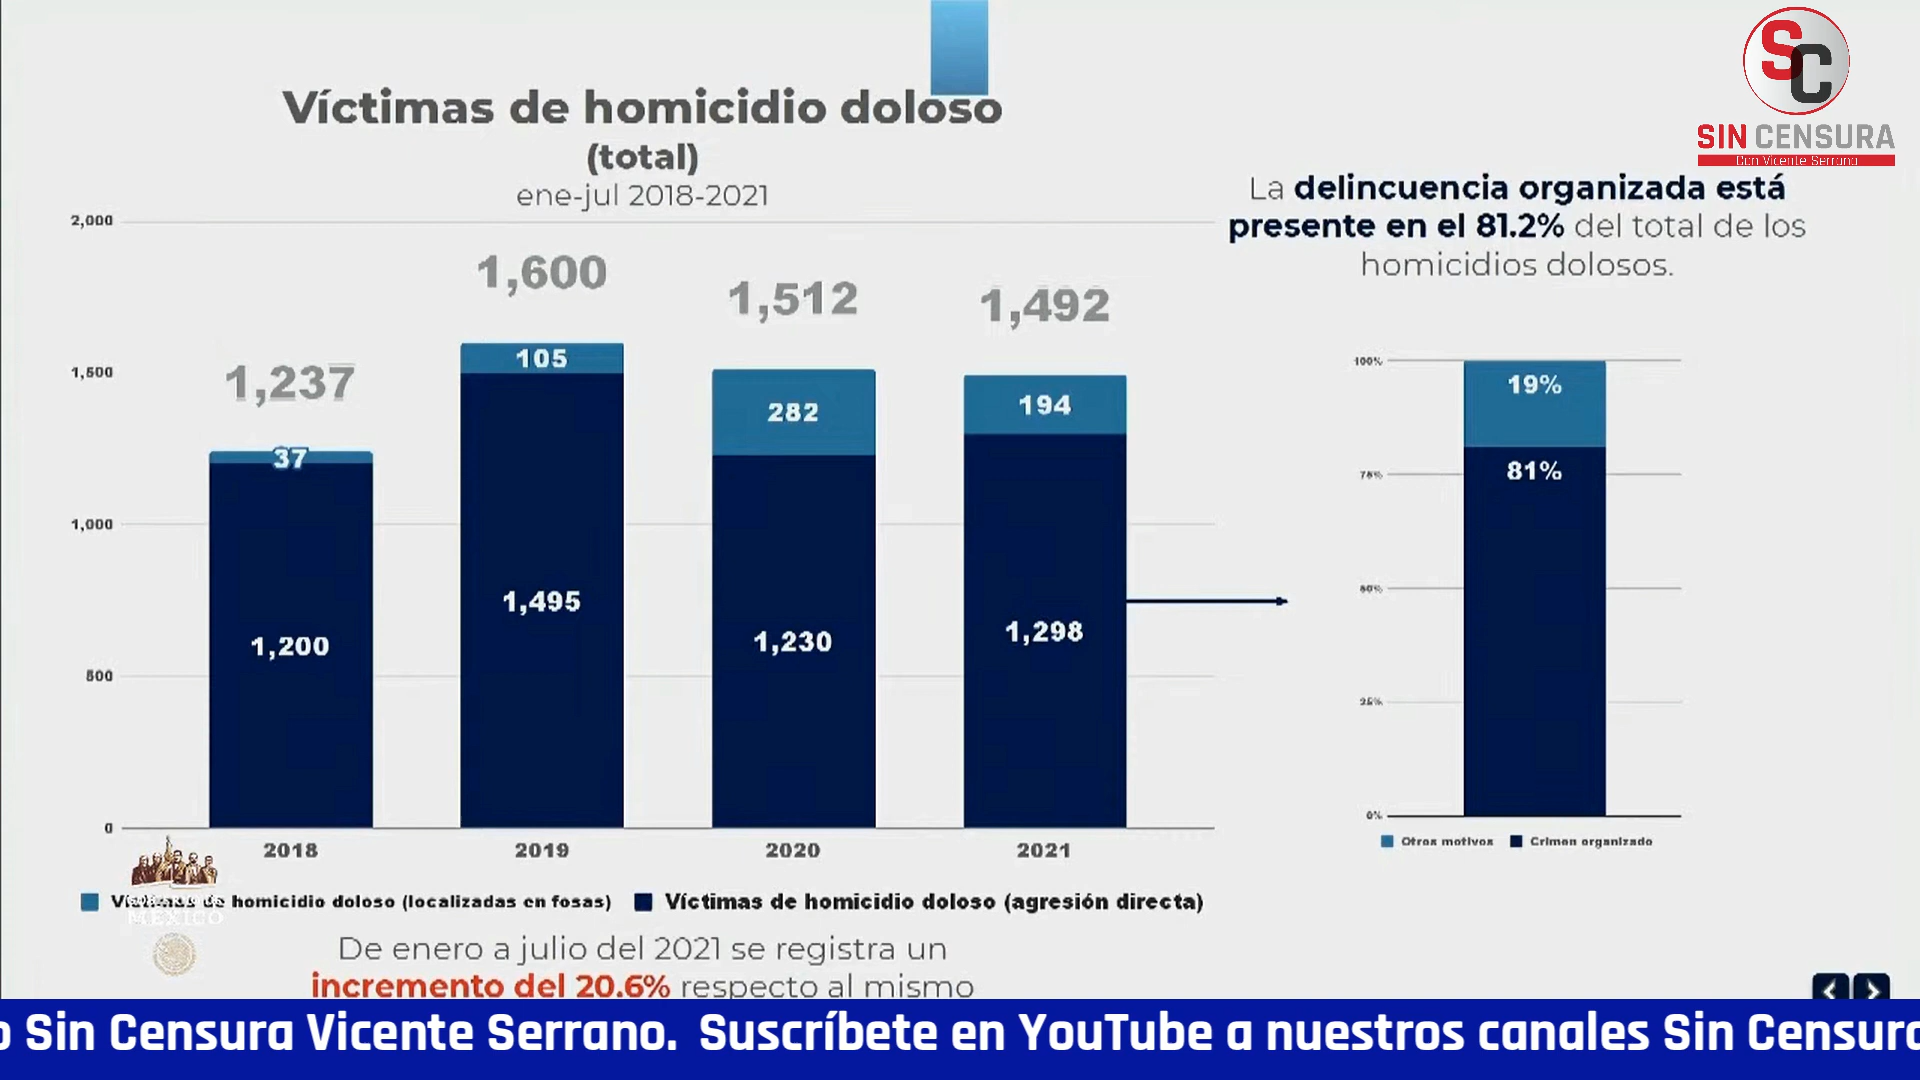 SC
SIN CENSURA
Con Vicente Serrano
Víctimas de homicidio doloso
(total)
ene-jul 2018-2021
2,000
1,500
1,000
500
0
1,237
37
1,200
2018
1,600
105
1,495
2019
1,512
282
1,230
2020
1,492
194
1,298
2021
homicidio doloso (localizadas en fosas)
Víctimas de homicidio doloso (agresión directa)
MÉXICO
De enero a julio del 2021 se registra un
incremento del 20.6% respecto al mismo
La delincuencia organizada está
presente en el 81.2% del total de los
homicidios dolosos.
100%
75%
50%
25%
0%
19%
81%
Otros motivos
Crimen organizado
o Sin Censura Vicente Serrano. Suscríbete en YouTube a nuestros canales Sin Censura